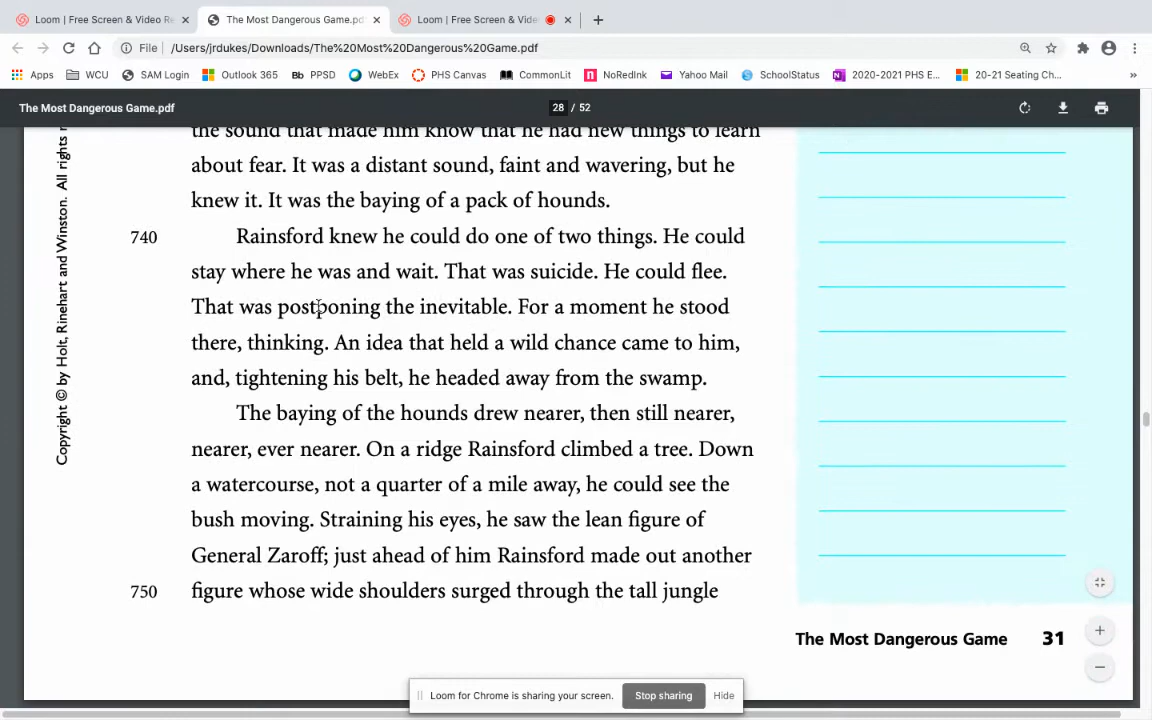 Loom | Free Screen & Video Re
The Most Dangerous Game.pd
Loom | Free Screen & Vide
File
/Users/jrdukes/Downloads/The%20Most%20Dangerous%20Game.pdf
Apps
WCU
SAM Login
Outlook 365
Bb PPSD
WebEx
PHS Canvas
CommonLit
NoRedInk
Yahoo Mail
SchoolStatus
2020-2021 PHS E...
20-21 Seating Ch...
»
The Most Dangerous Game.pdf
28 / 52
the sound that made him know that he had new things to learn
about fear. It was a distant sound, faint and wavering, but he
knew it. It was the baying of a pack of hounds.
740 Rainsford knew he could do one of two things. He could
stay where he was and wait. That was suicide. He could flee.
That was postponing the inevitable. For a moment he stood
there, thinking. An idea that held a wild chance came to him,
and, tightening his belt, he headed away from the swamp.
The baying of the hounds drew nearer, then still nearer,
nearer, ever nearer. On a ridge Rainsford climbed a tree. Down
a watercourse, not a quarter of a mile away, he could see the
bush moving. Straining his eyes, he saw the lean figure of
General Zaroff; just ahead of him Rainsford made out another
750 figure whose wide shoulders surged through the tall jungle
Copyright © by Holt, Rinehart and Winston. All rights r
The Most Dangerous Game 31
Loom for Chrome is sharing your screen.
Stop sharing
Hide